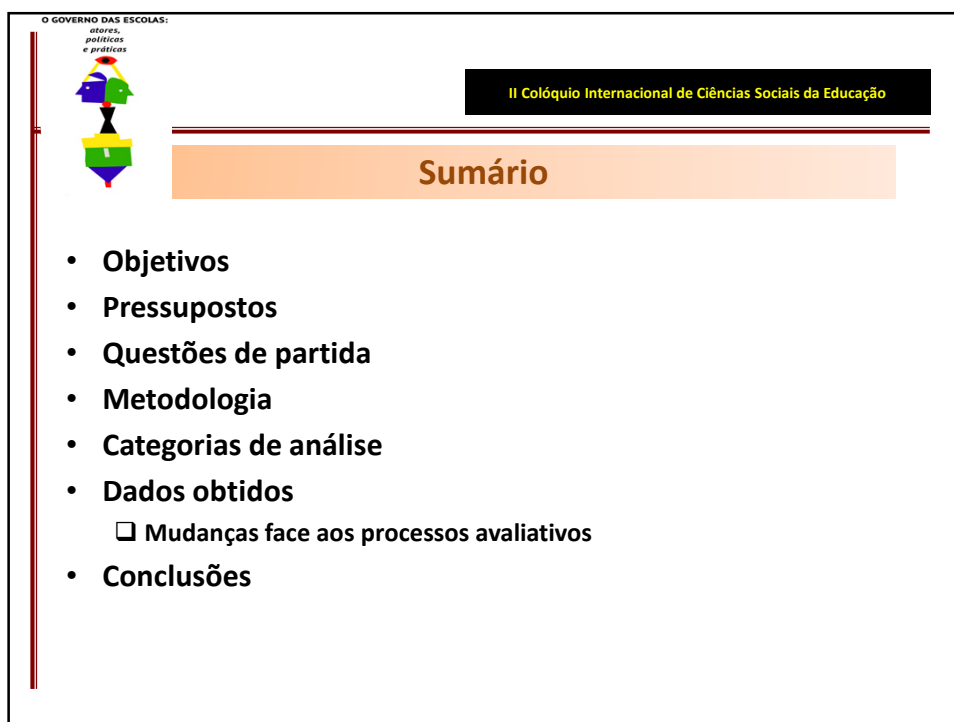 O GOVERNO DAS ESCOLAS:
atores,
políticas
e práticas
II Colóquio Internacional de Ciências Sociais da Educação
Sumário
• Objetivos
• Pressupostos
• Questões de partida
• Metodologia
• Categorias de análise
• Dados obtidos
❑ Mudanças face aos processos avaliativos
• Conclusões